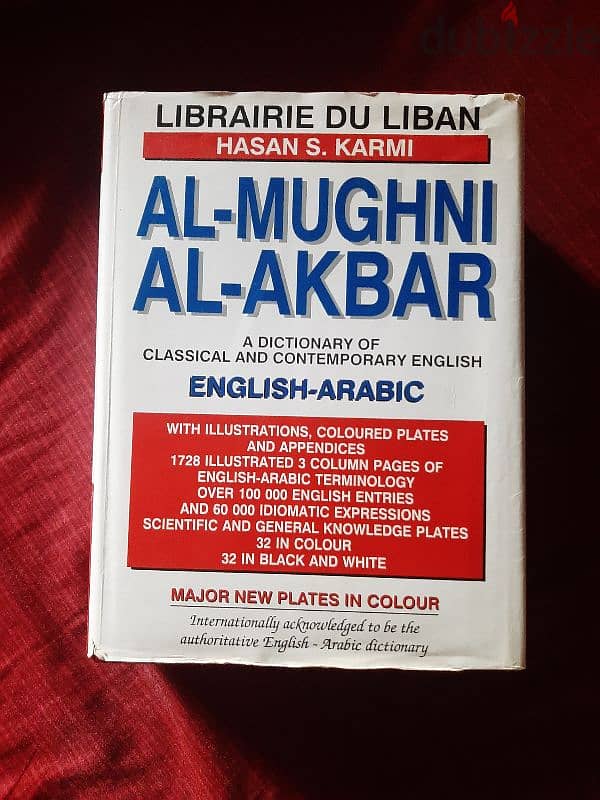 dubizzle
LIBRAIRIE DU LIBAN
HASAN S. KARMI
AL-MUGHNI
AL-AKBAR
A DICTIONARY OF
CLASSICAL AND CONTEMPORARY ENGLISH
ENGLISH-ARABIC
WITH ILLUSTRATIONS, COLOURED PLATES
AND APPENDICES
1728 ILLUSTRATED 3 COLUMN PAGES OF
ENGLISH-ARABIC TERMINOLOGY
OVER 100 000 ENGLISH ENTRIES
AND 60 000 IDIOMATIC EXPRESSIONS
SCIENTIFIC AND GENERAL KNOWLEDGE PLATES
32 IN COLOUR
32 IN BLACK AND WHITE
MAJOR NEW PLATES IN COLOUR
Internationally acknowledged to be the
authoritative English - Arabic dictionary